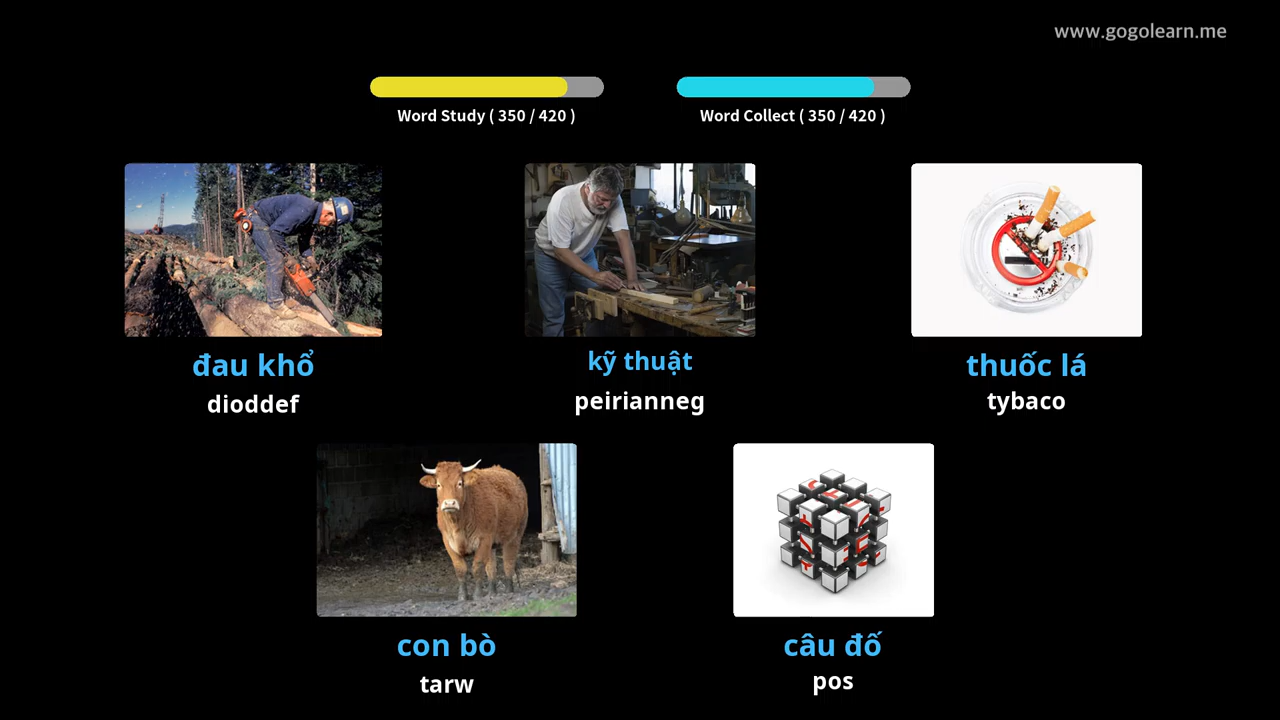 www.gogolearn.me
Word Study ( 350 / 420 )
Word Collect ( 350 / 420 )
đau khổ
dioddef
kỹ thuật
peirianneg
thuốc lá
tybaco
con bò
tarw
câu đố
pos